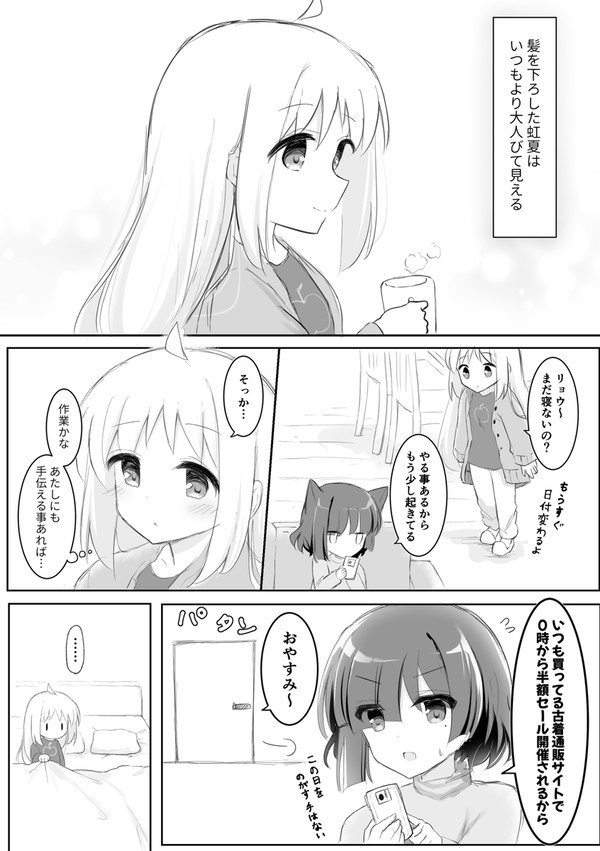 髪を下ろした虹夏は
いつもより大人びて見える
リョウ〜
まだ寝ないの?
もうすぐ
日付変わるよ
やる事あるから
もう少し起きてる
そっか…
作業かな
あたしにも
手伝える事あれば…
いつも買ってる古着通販サイトで
0時から半額セール開催されるから
この日を
のがす手はない
おやすみ〜
パタン
……